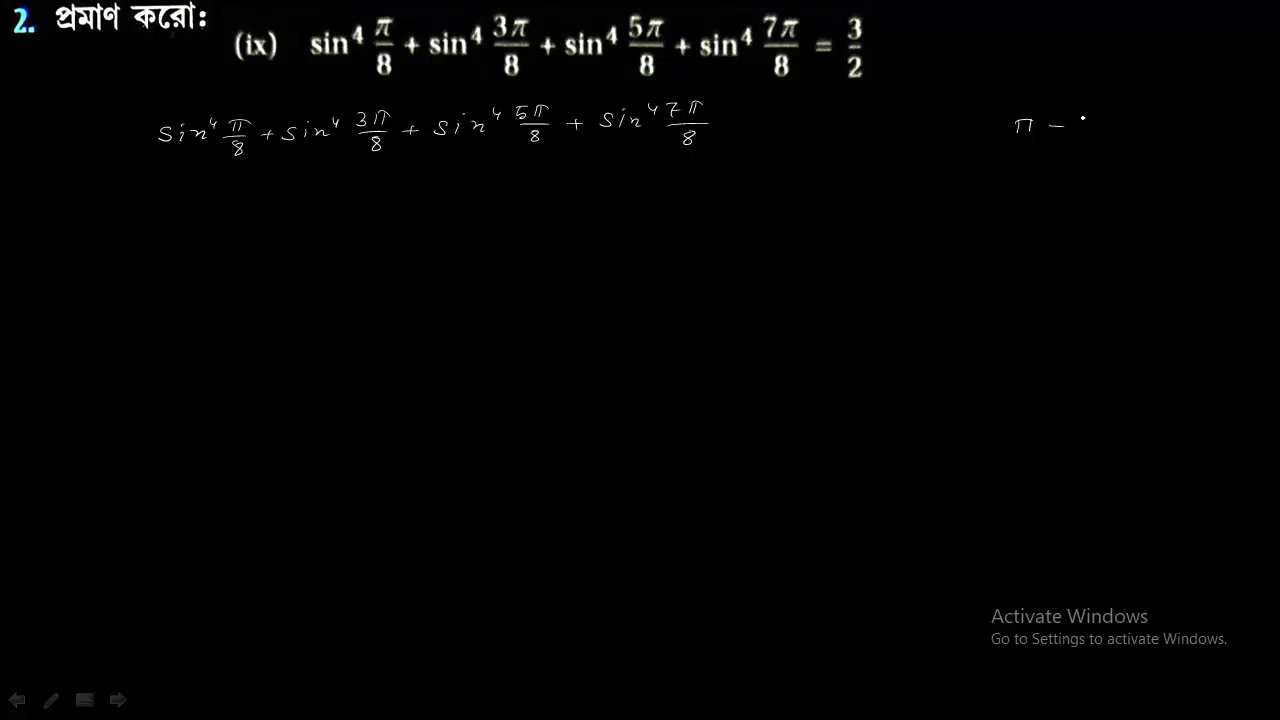 2. প্রমাণ করো:
(ix) sin⁴ π/8 + sin⁴ 3π/8 + sin⁴ 5π/8 + sin⁴ 7π/8 = 3/2
sin⁴ π/8 + sin⁴ 3π/8 + sin⁴ 5π/8 + sin⁴ 7π/8
π −
Activate Windows
Go to Settings to activate Windows.